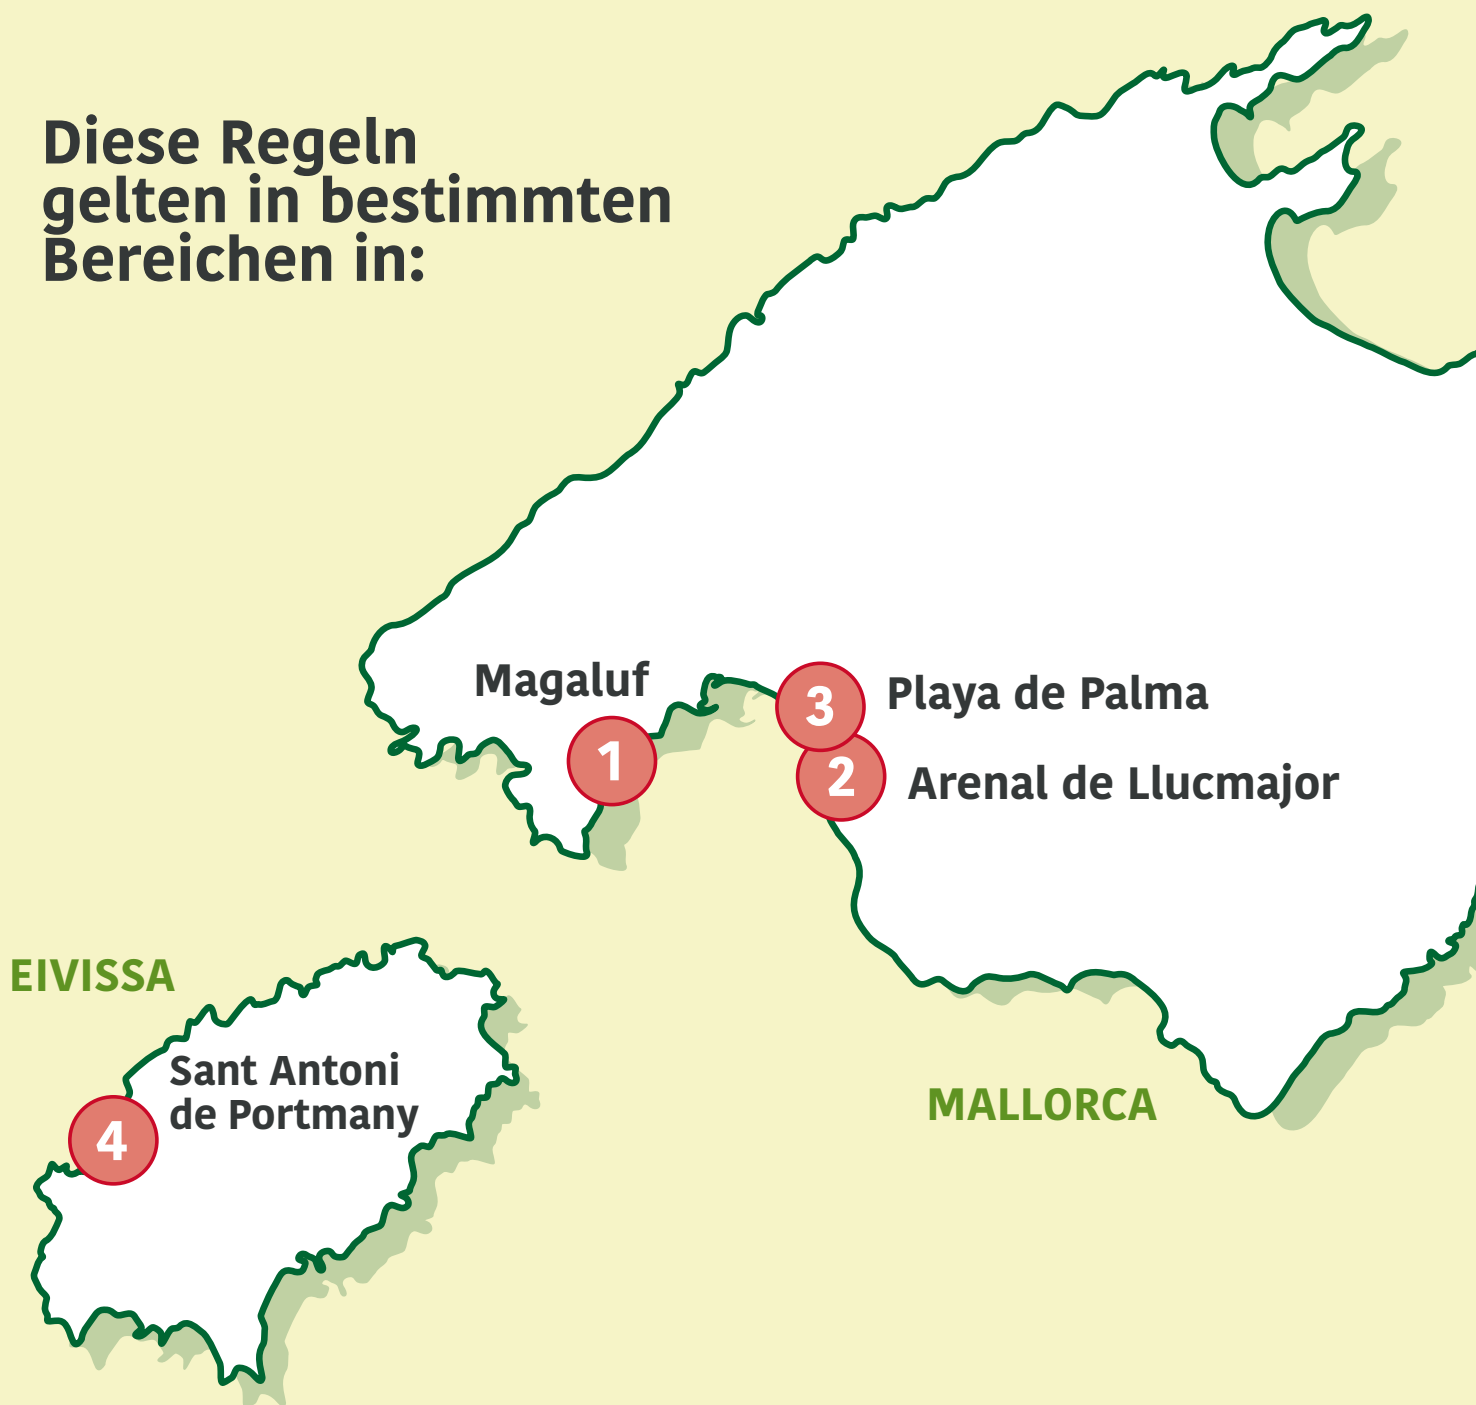 Diese Regeln
gelten in bestimmten
Bereichen in:
Magaluf
1
3
Playa de Palma
2
Arenal de Llucmajor
EIVISSA
Sant Antoni
de Portmany
4
MALLORCA